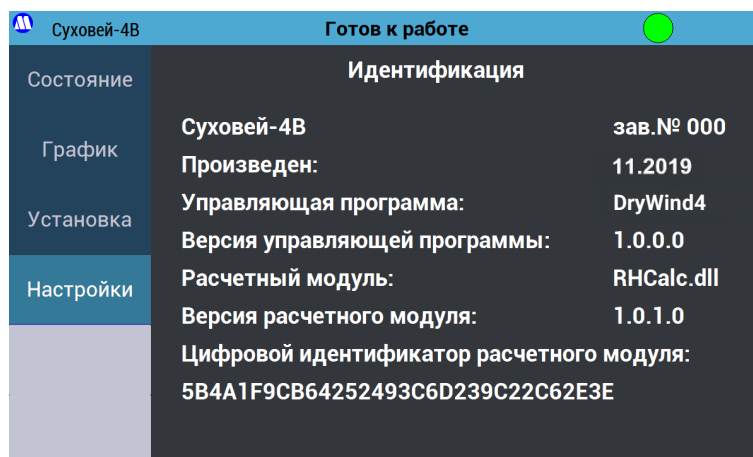 Суховей-4В Готов к работе
Состояние
График
Установка
Настройки
Идентификация
Суховей-4В зав.№ 000
Произведен: 11.2019
Управляющая программа: DryWind4
Версия управляющей программы: 1.0.0.0
Расчетный модуль: RHCalc.dll
Версия расчетного модуля: 1.0.1.0
Цифровой идентификатор расчетного модуля:
5B4A1F9CB64252493C6D239C22C62E3E